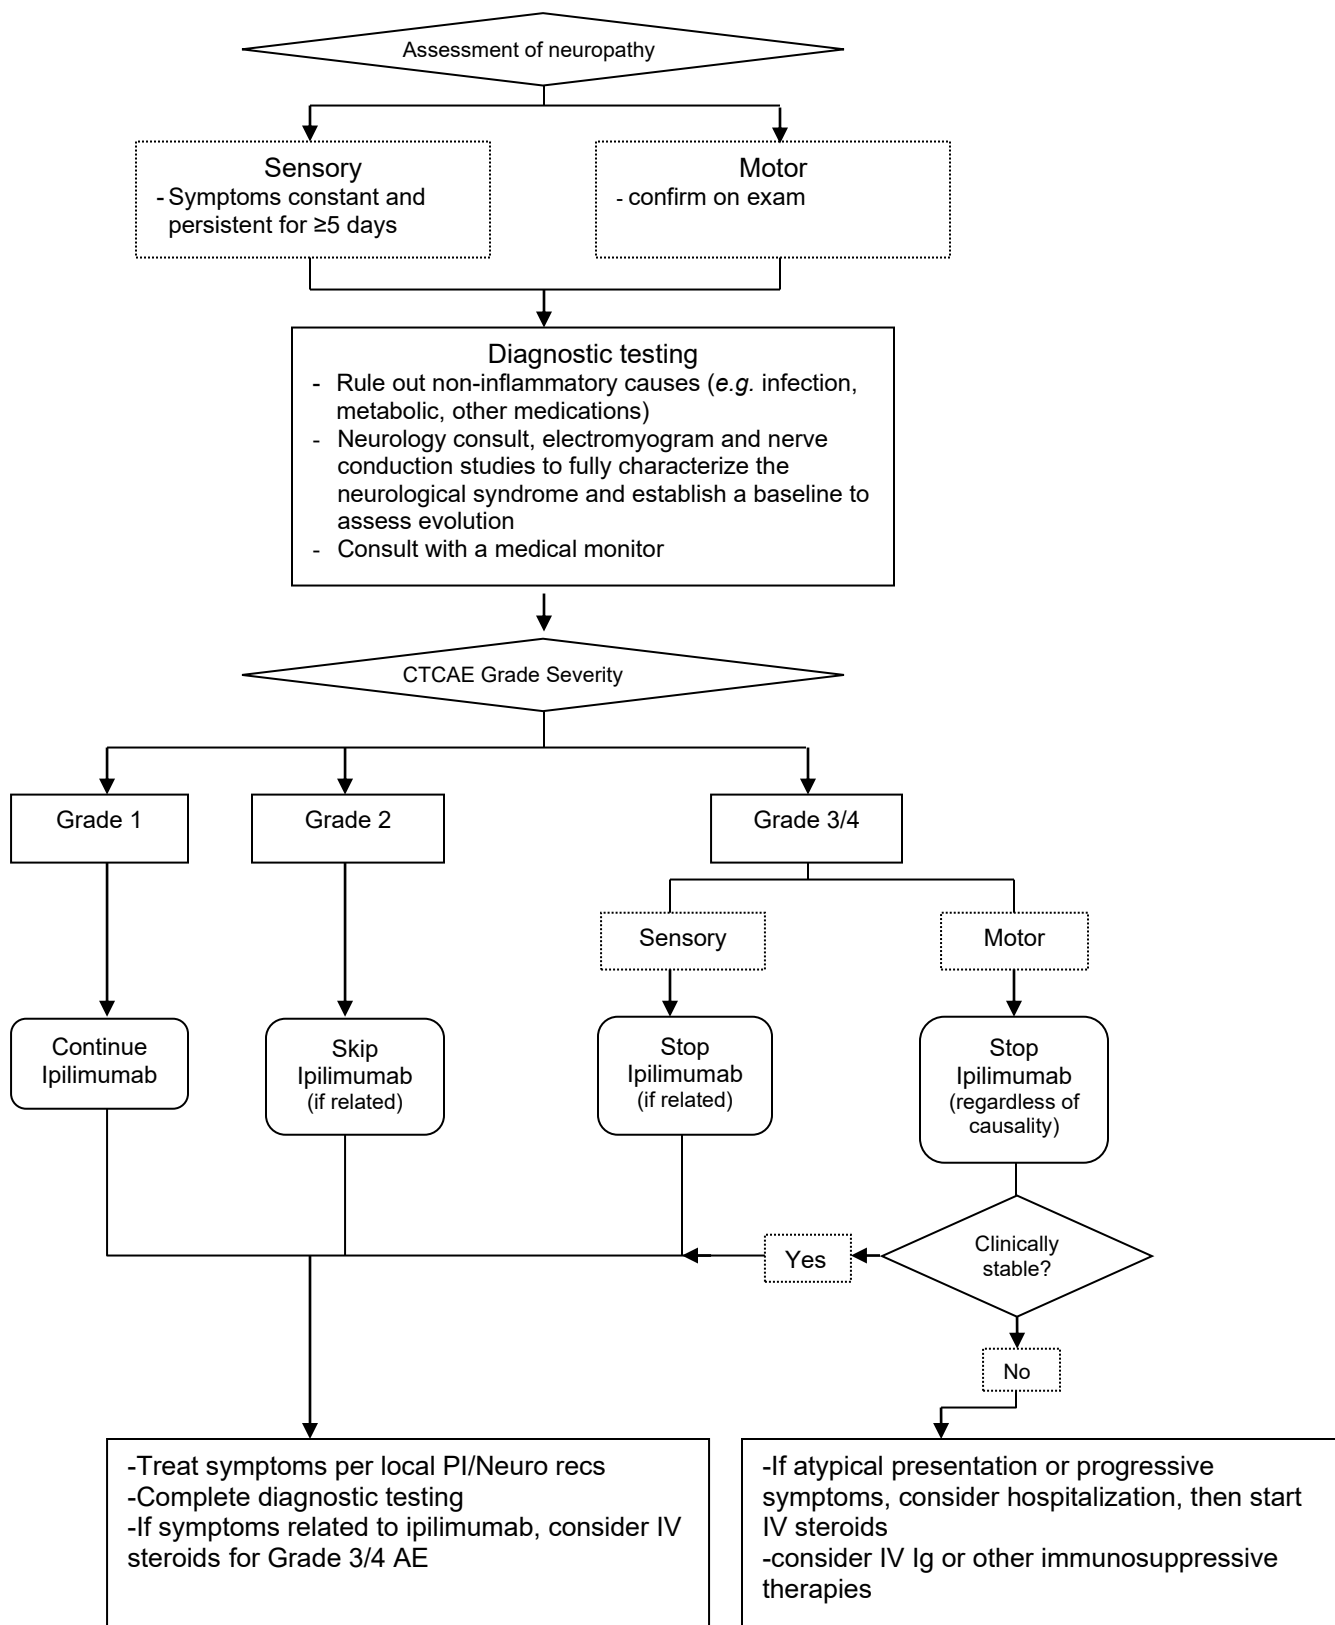 Assessment of neuropathy
Sensory
- Symptoms constant and
persistent for ≥5 days
Motor
- confirm on exam
Diagnostic testing
- Rule out non-inflammatory causes (e.g. infection,
metabolic, other medications)
- Neurology consult, electromyogram and nerve
conduction studies to fully characterize the
neurological syndrome and establish a baseline to
assess evolution
- Consult with a medical monitor
CTCAE Grade Severity
Grade 1
Grade 2
Grade 3/4
Sensory
Motor
Continue
Ipilimumab
Skip
Ipilimumab
(if related)
Stop
Ipilimumab
(if related)
Stop
Ipilimumab
(regardless of
causality)
Clinically
stable?
Yes
No
-Treat symptoms per local PI/Neuro recs
-Complete diagnostic testing
-If symptoms related to ipilimumab, consider IV
steroids for Grade 3/4 AE
-If atypical presentation or progressive
symptoms, consider hospitalization, then start
IV steroids
-consider IV Ig or other immunosuppressive
therapies